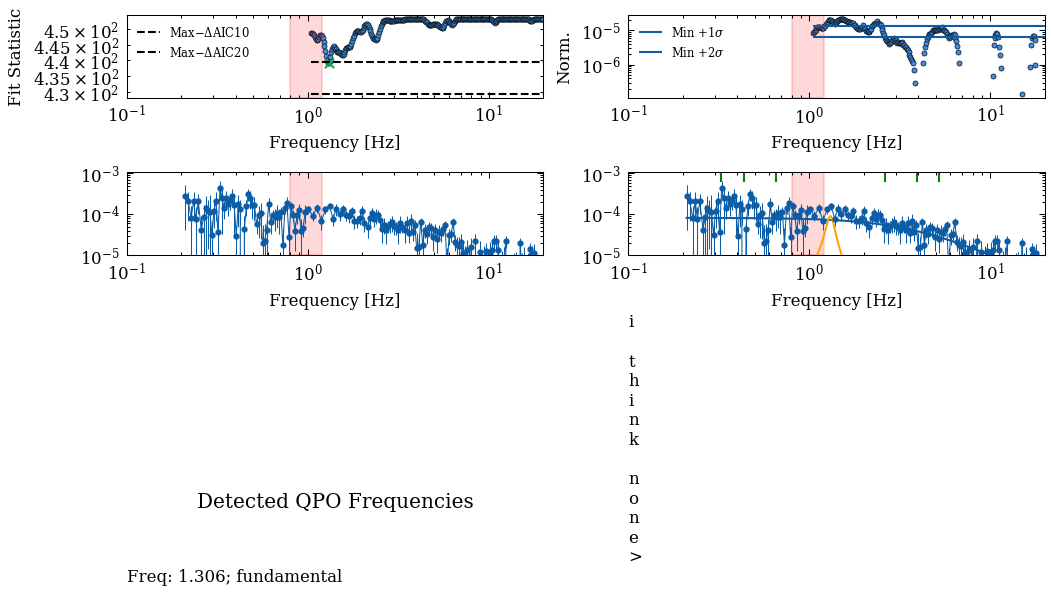 Fit Statistic
4.5 × 10²
4.45 × 10²
4.4 × 10²
4.35 × 10²
4.3 × 10²
Max−ΔAIC10
Max−ΔAIC20
10⁻¹ 10⁰ 10¹
Frequency [Hz]
Norm.
10⁻⁵
10⁻⁶
Min +1σ
Min +2σ
10⁻¹ 10⁰ 10¹
Frequency [Hz]
10⁻³
10⁻⁴
10⁻⁵
10⁻¹ 10⁰ 10¹
Frequency [Hz]
10⁻³
10⁻⁴
10⁻⁵
10⁻¹ 10⁰ 10¹
Frequency [Hz]
Detected QPO Frequencies
Freq: 1.306; fundamental
i
t
h
i
n
k
n
o
n
e
>